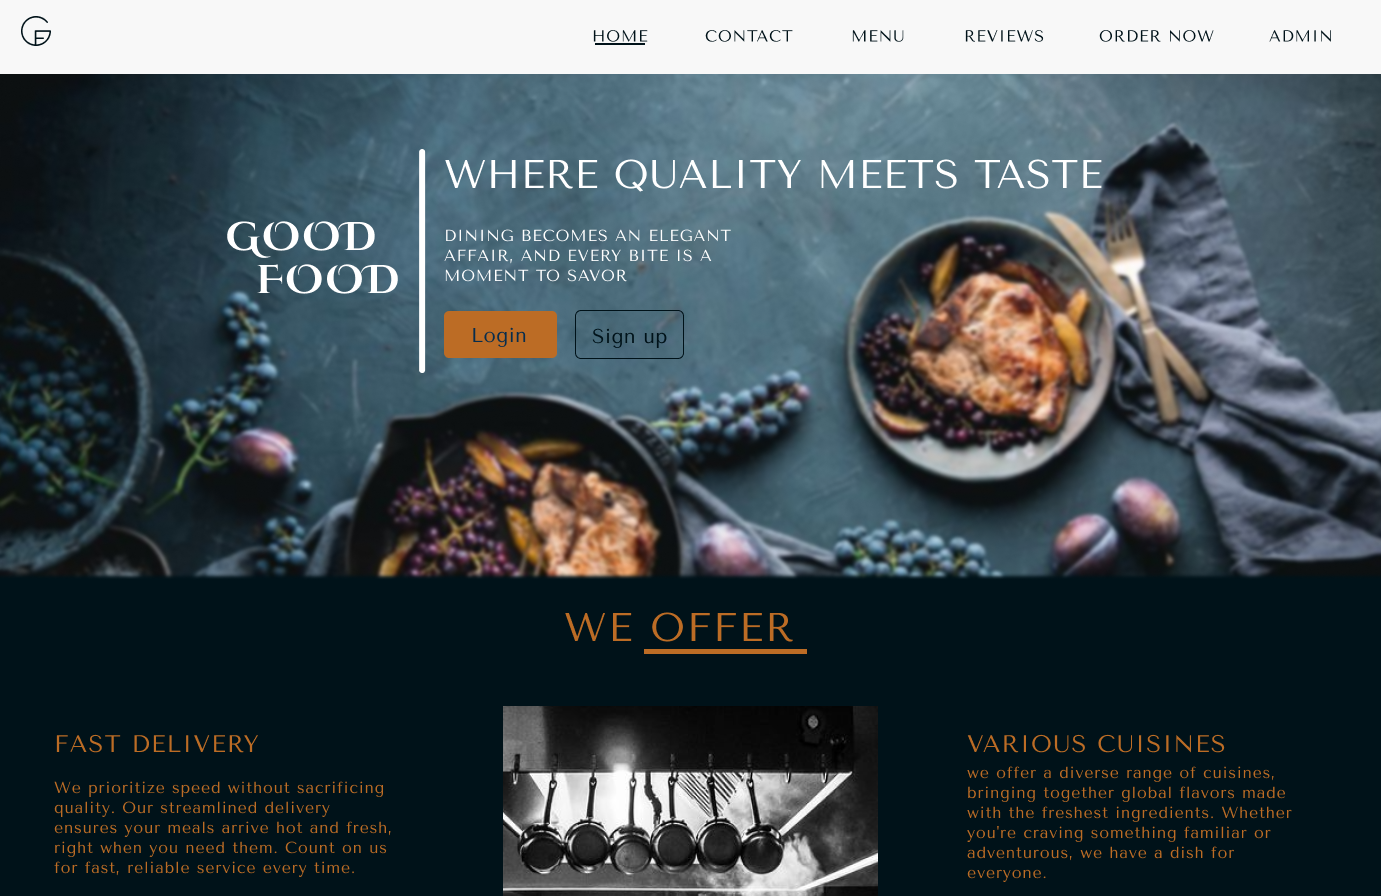 GF
HOME CONTACT MENU REVIEWS ORDER NOW ADMIN
GOOD
FOOD
WHERE QUALITY MEETS TASTE
DINING BECOMES AN ELEGANT
AFFAIR, AND EVERY BITE IS A
MOMENT TO SAVOR
Login
Sign up
WE OFFER
FAST DELIVERY
We prioritize speed without sacrificing
quality. Our streamlined delivery
ensures your meals arrive hot and fresh,
right when you need them. Count on us
for fast, reliable service every time.
VARIOUS CUISINES
we offer a diverse range of cuisines,
bringing together global flavors made
with the freshest ingredients. Whether
you're craving something familiar or
adventurous, we have a dish for
everyone.